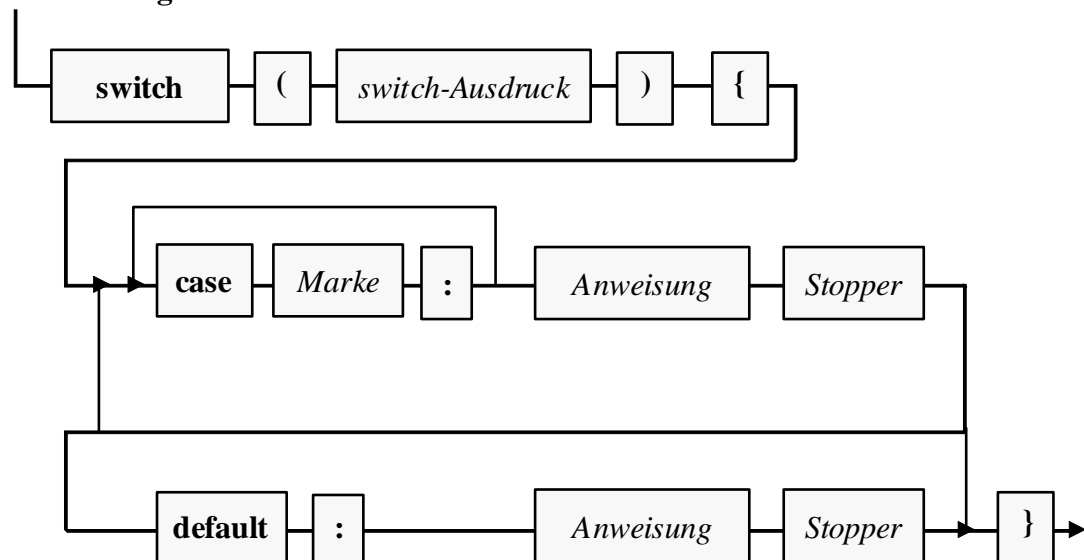 switch ( switch-Ausdruck ) {
case Marke : Anweisung Stopper
default : Anweisung Stopper }